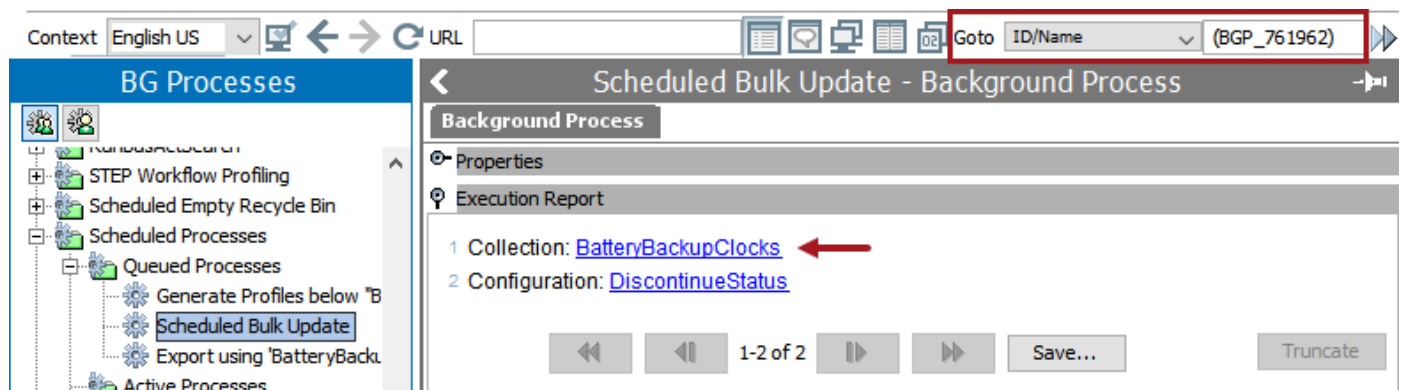 Context English US URL Goto ID/Name (BGP_761962)
BG Processes
STEP Workflow Profiling
Scheduled Empty Recycle Bin
Scheduled Processes
Queued Processes
Generate Profiles below "B
Scheduled Bulk Update
Export using 'BatteryBacku
Active Processes
Scheduled Bulk Update - Background Process
Background Process
Properties
Execution Report
1 Collection: BatteryBackupClocks
2 Configuration: DiscontinueStatus
1-2 of 2 Save... Truncate